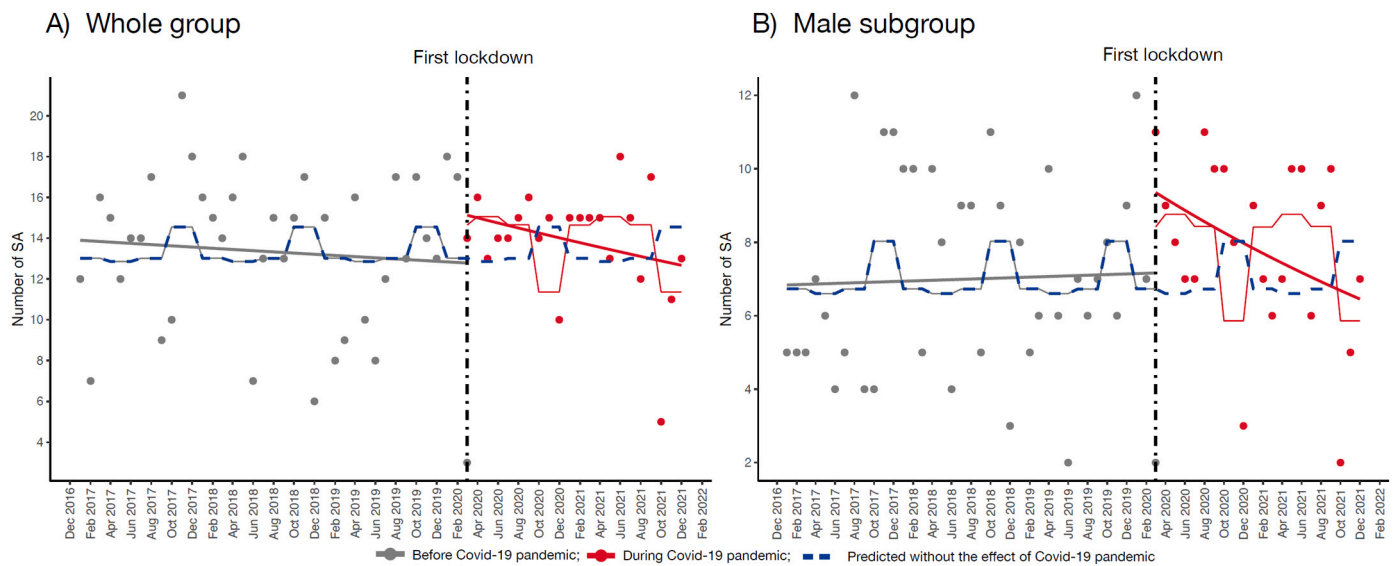 A) Whole group
First lockdown
Number of SA
20
18
16
14
12
10
8
6
4
Dec 2016
Feb 2017
Apr 2017
Jun 2017
Aug 2017
Oct 2017
Dec 2017
Feb 2018
Apr 2018
Jun 2018
Aug 2018
Oct 2018
Dec 2018
Feb 2019
Apr 2019
Jun 2019
Aug 2019
Oct 2019
Dec 2019
Feb 2020
Apr 2020
Jun 2020
Aug 2020
Oct 2020
Dec 2020
Feb 2021
Apr 2021
Jun 2021
Aug 2021
Oct 2021
Dec 2021
Feb 2022
B) Male subgroup
First lockdown
Number of SA
12
10
8
6
4
2
Dec 2016
Feb 2017
Apr 2017
Jun 2017
Aug 2017
Oct 2017
Dec 2017
Feb 2018
Apr 2018
Jun 2018
Aug 2018
Oct 2018
Dec 2018
Feb 2019
Apr 2019
Jun 2019
Aug 2019
Oct 2019
Dec 2019
Feb 2020
Apr 2020
Jun 2020
Aug 2020
Oct 2020
Dec 2020
Feb 2021
Apr 2021
Jun 2021
Aug 2021
Oct 2021
Dec 2021
Feb 2022
Before Covid-19 pandemic; During Covid-19 pandemic; Predicted without the effect of Covid-19 pandemic